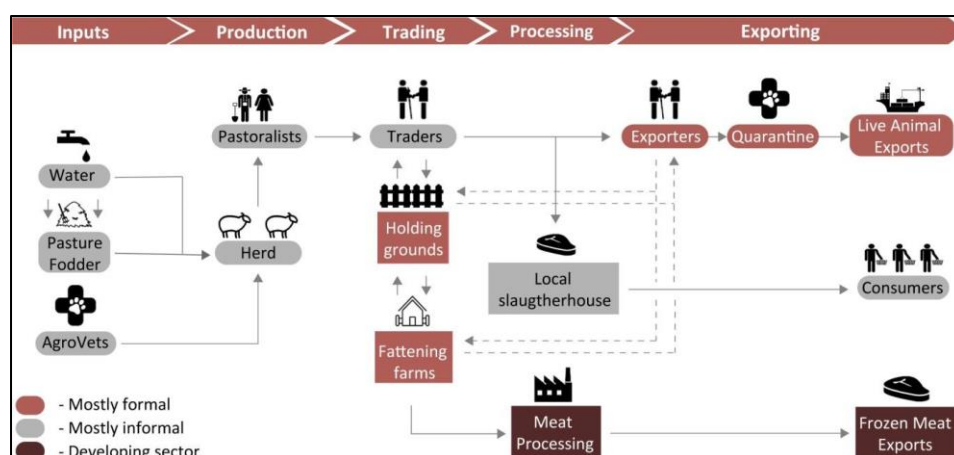 Inputs
Production
Trading
Processing
Exporting
Pastoralists
Traders
Exporters
Quarantine
Live Animal
Exports
Water
Pasture
Fodder
Herd
Holding
grounds
Local
slaugtherhouse
Consumers
AgroVets
Fattening
farms
Meat
Processing
Frozen Meat
Exports
- Mostly formal
- Mostly informal
- Developing sector